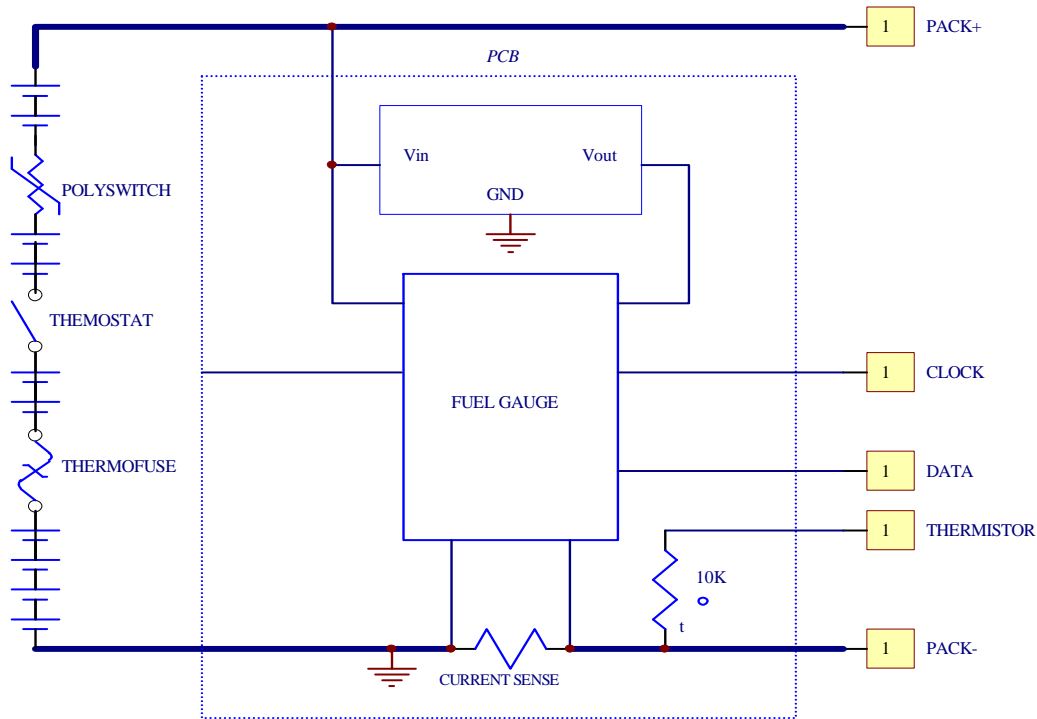 1 PACK+
PCB
Vin Vout
GND
POLYSWITCH
THEMOSTAT
FUEL GAUGE
1 CLOCK
THERMOFUSE
1 DATA
1 THERMISTOR
10K
t
1 PACK-
CURRENT SENSE